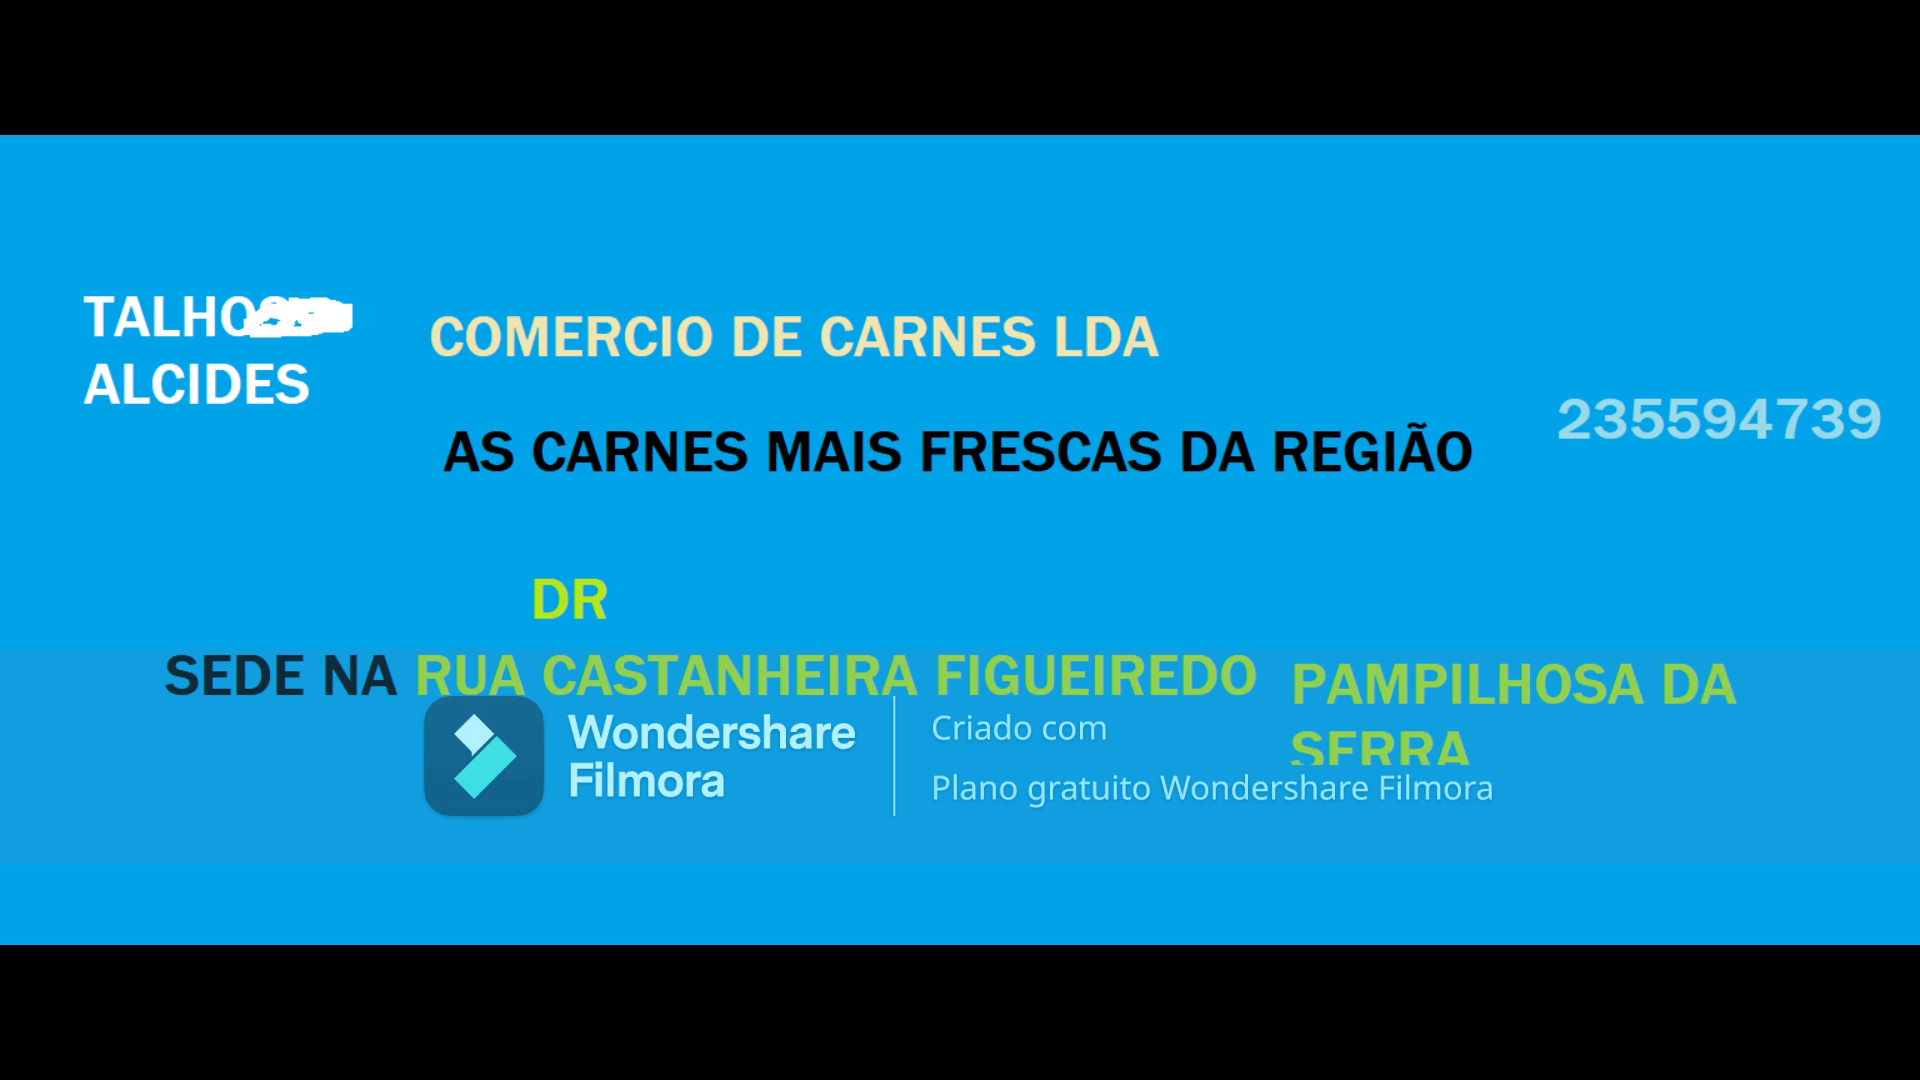 TALHOS
ALCIDES
COMERCIO DE CARNES LDA
AS CARNES MAIS FRESCAS DA REGIÃO
235594739
DR
SEDE NA RUA CASTANHEIRA FIGUEIREDO
PAMPILHOSA DA
SERRA
Wondershare
Filmora
Criado com
Plano gratuito Wondershare Filmora